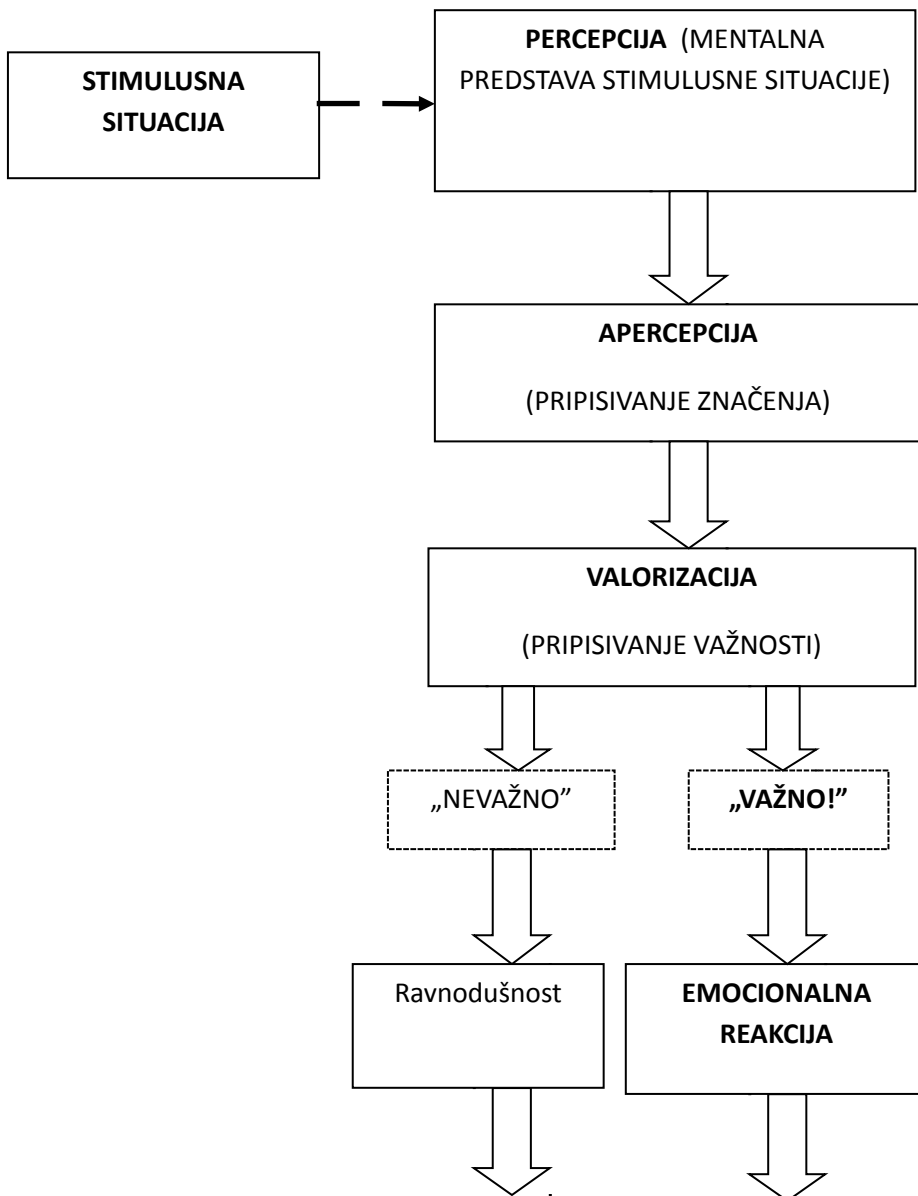 STIMULUSNA
SITUACIJA
PERCEPCIJA (MENTALNA
PREDSTAVA STIMULUSNE SITUACIJE)
APERCEPCIJA
(PRIPISIVANJE ZNAČENJA)
VALORIZACIJA
(PRIPISIVANJE VAŽNOSTI)
„NEVAŽNO”
„VAŽNO!”
Ravnodušnost
EMOCIONALNA
REAKCIJA